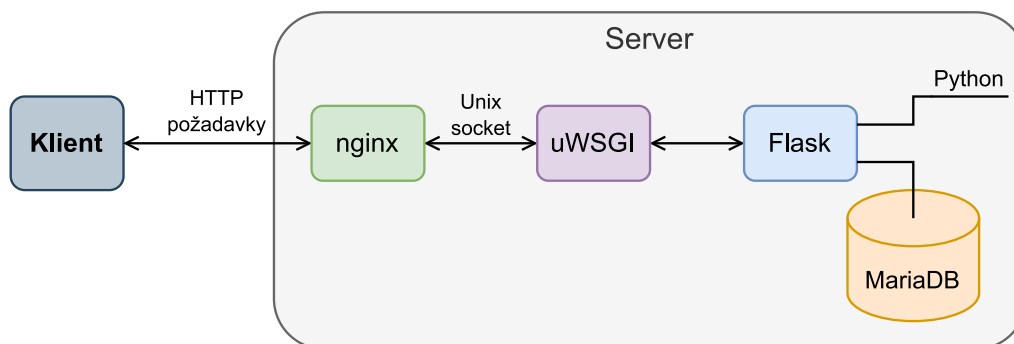 Server
Klient
HTTP
požadavky
nginx
Unix
socket
uWSGI
Flask
Python
MariaDB